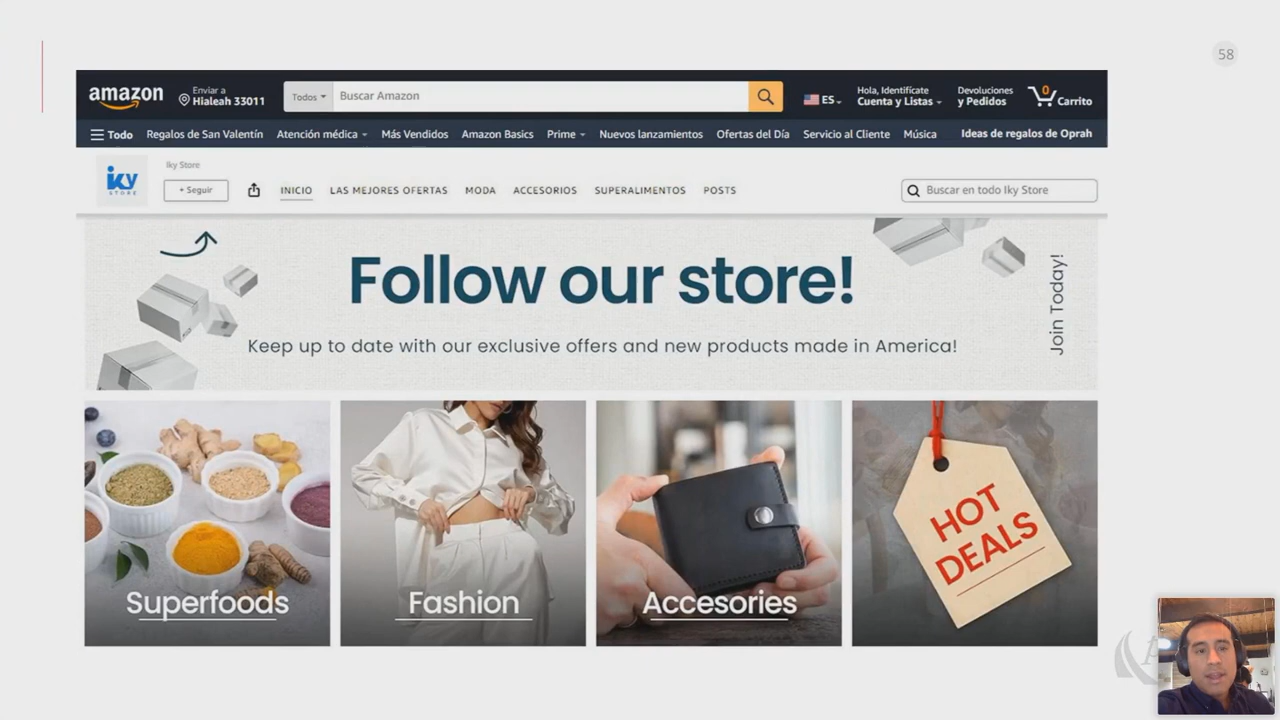 58
amazon
Enviar a
Hialeah 33011
Todos
Buscar Amazon
ES
Hola, Identifícate
Cuenta y Listas
Devoluciones
y Pedidos
0
Carrito
Todo Regalos de San Valentín Atención médica Más Vendidos Amazon Basics Prime Nuevos lanzamientos Ofertas del Día Servicio al Cliente Música Ideas de regalos de Oprah
iky
STORE
Iky Store
+ Seguir
INICIO LAS MEJORES OFERTAS MODA ACCESORIOS SUPERALIMENTOS POSTS
Buscar en todo Iky Store
Follow our store!
Keep up to date with our exclusive offers and new products made in America!
Join Today!
Superfoods
Fashion
Accesories
HOT
DEALS